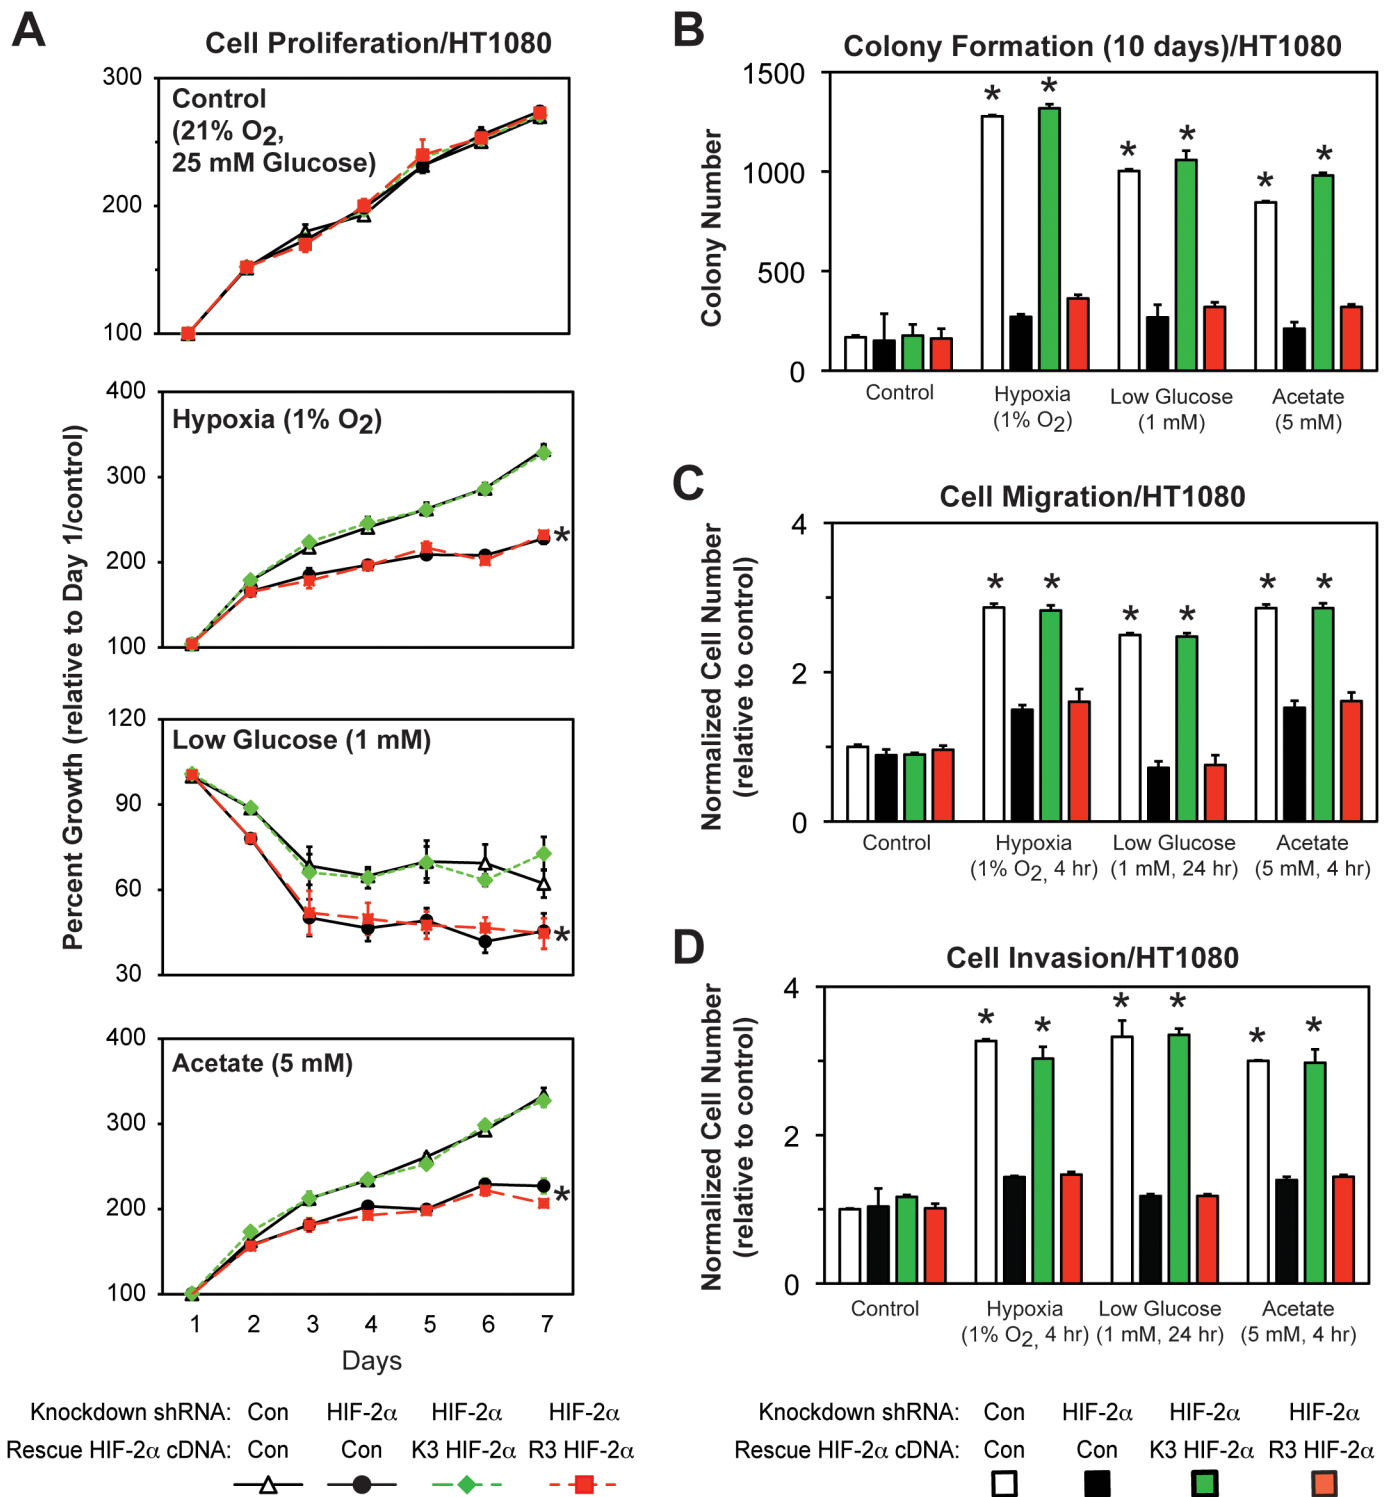 A
Cell Proliferation/HT1080
Percent Growth (relative to Day 1/control)
300
200
100
Control
(21% O2,
25 mM Glucose)
400
300
200
100
Hypoxia (1% O2)
*
120
90
60
30
Low Glucose (1 mM)
*
400
300
200
100
Acetate (5 mM)
*
1 2 3 4 5 6 7
Days
Knockdown shRNA: Con HIF-2α HIF-2α HIF-2α
Rescue HIF-2α cDNA: Con Con K3 HIF-2α R3 HIF-2α
B
Colony Formation (10 days)/HT1080
Colony Number
1500
1000
500
0
* * * * * *
Control Hypoxia Low Glucose Acetate
(1% O2) (1 mM) (5 mM)
C
Cell Migration/HT1080
Normalized Cell Number
(relative to control)
4
2
0
* * * * * *
Control Hypoxia Low Glucose Acetate
(1% O2, 4 hr) (1 mM, 24 hr) (5 mM, 4 hr)
D
Cell Invasion/HT1080
Normalized Cell Number
(relative to control)
4
2
0
* * * * * *
Control Hypoxia Low Glucose Acetate
(1% O2, 4 hr) (1 mM, 24 hr) (5 mM, 4 hr)
Knockdown shRNA: Con HIF-2α HIF-2α HIF-2α
Rescue HIF-2α cDNA: Con Con K3 HIF-2α R3 HIF-2α